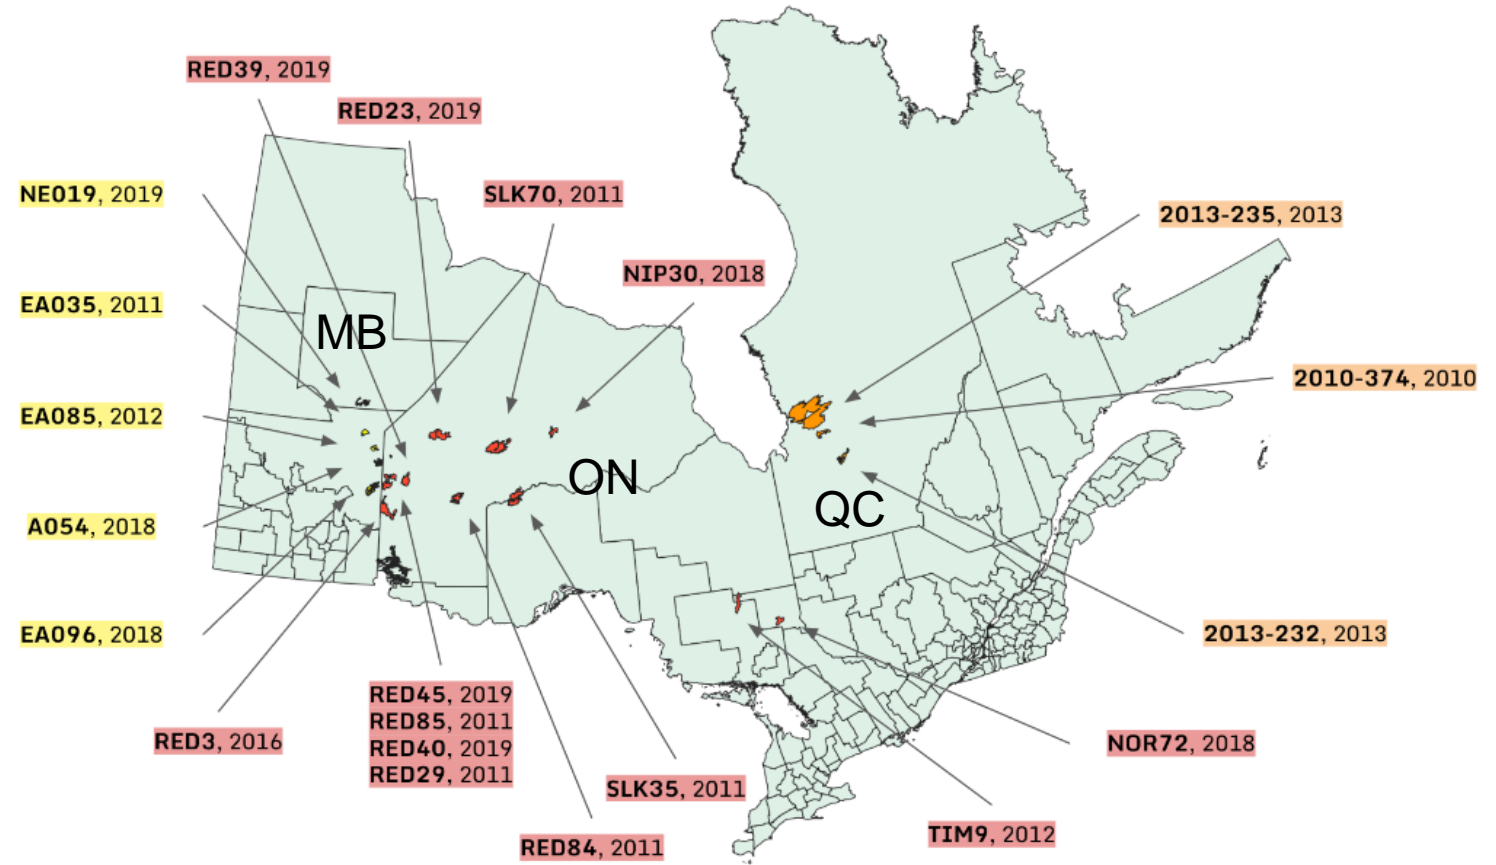 RED39, 2019
RED23, 2019
NE019, 2019
SLK70, 2011
2013-235, 2013
NIP30, 2018
EA035, 2011
MB
2010-374, 2010
EA085, 2012
ON
QC
A054, 2018
EA096, 2018
2013-232, 2013
RED45, 2019
RED85, 2011
RED40, 2019
RED29, 2011
RED3, 2016
NOR72, 2018
SLK35, 2011
TIM9, 2012
RED84, 2011